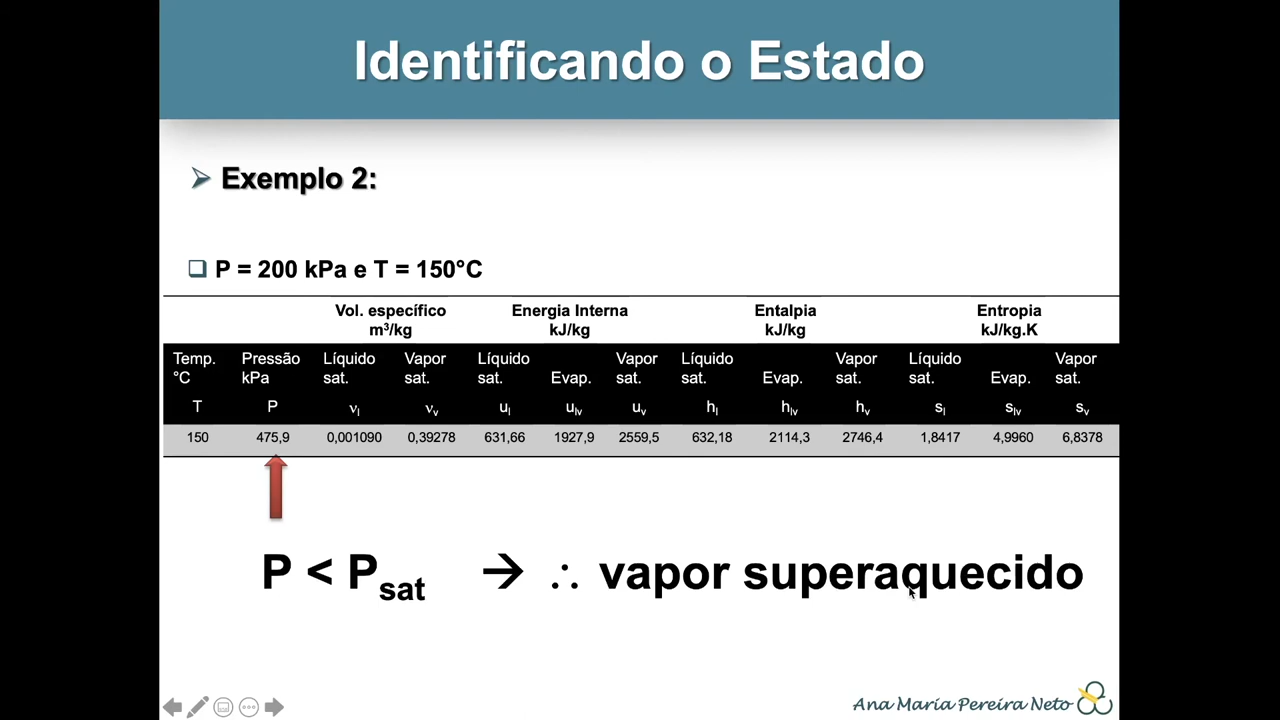 Identificando o Estado
Exemplo 2:
P = 200 kPa e T = 150°C
Vol. específico Energia Interna Entalpia Entropia
m³/kg kJ/kg kJ/kg kJ/kg.K
Temp. Pressão Líquido Vapor Líquido Vapor Líquido Vapor Líquido Vapor
°C kPa sat. sat. sat. Evap. sat. sat. Evap. sat. sat. Evap. sat.
T P νl νv ul ulv uv hl hlv hv sl slv sv
150 475,9 0,001090 0,39278 631,66 1927,9 2559,5 632,18 2114,3 2746,4 1,8417 4,9960 6,8378
P < Psat → ∴ vapor superaquecido
Ana Maria Pereira Neto